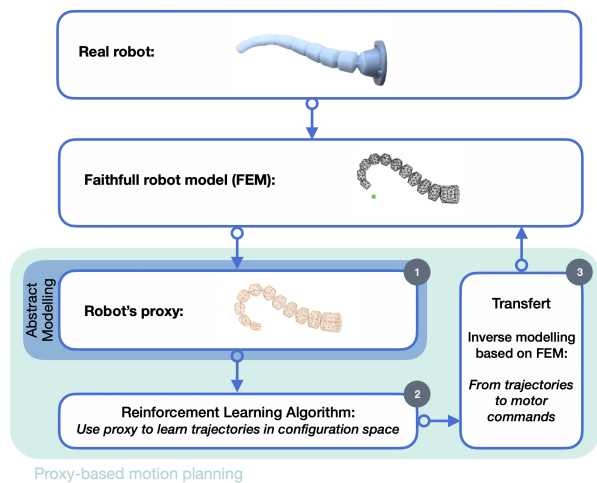 Real robot:
Faithfull robot model (FEM):
1
Abstract
Modelling
Robot's proxy:
2
Reinforcement Learning Algorithm:
Use proxy to learn trajectories in configuration space
3
Transfert
Inverse modelling
based on FEM:
From trajectories
to motor
commands
Proxy-based motion planning